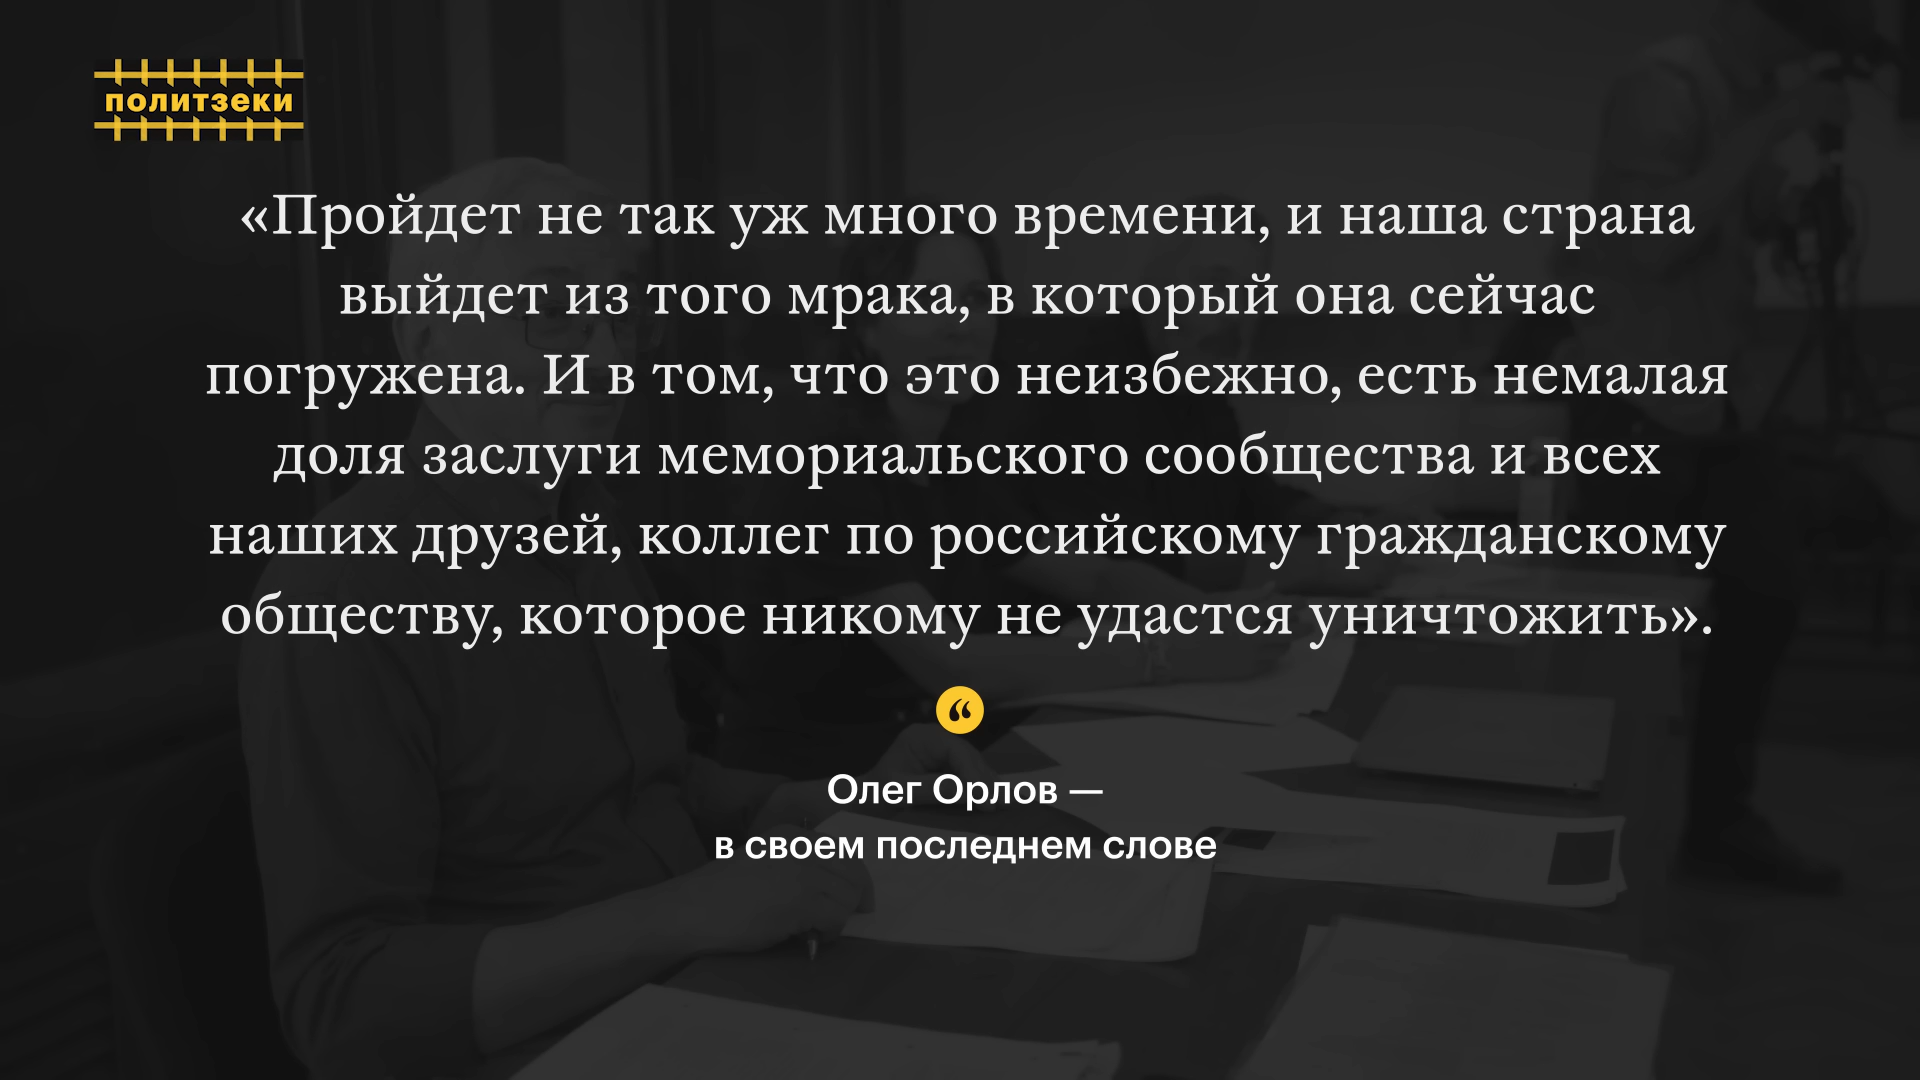 политзеки
«Пройдет не так уж много времени, и наша страна
выйдет из того мрака, в который она сейчас
погружена. И в том, что это неизбежно, есть немалая
доля заслуги мемориальского сообщества и всех
наших друзей, коллег по российскому гражданскому
обществу, которое никому не удастся уничтожить».
“
Олег Орлов —
в своем последнем слове